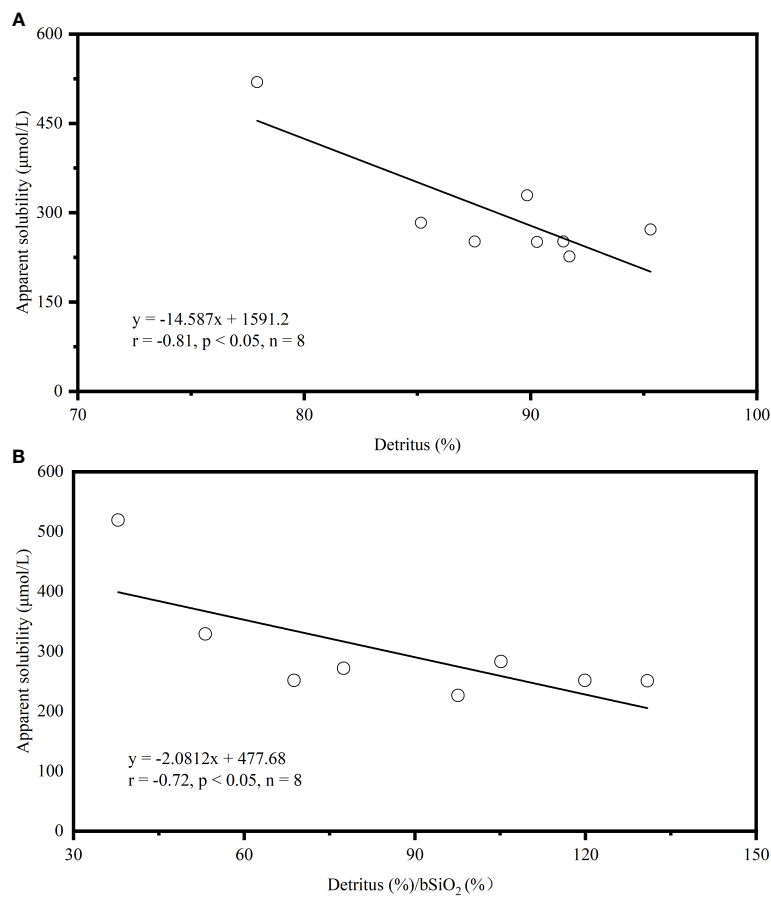 A
600
450
300
150
0
Apparent solubility (μmol/L)
y = -14.587x + 1591.2
r = -0.81, p < 0.05, n = 8
70
80
90
100
Detritus (%)
B
600
500
400
300
200
100
0
Apparent solubility (μmol/L)
y = -2.0812x + 477.68
r = -0.72, p < 0.05, n = 8
30
60
90
120
150
Detritus (%)/bSiO₂ (%）